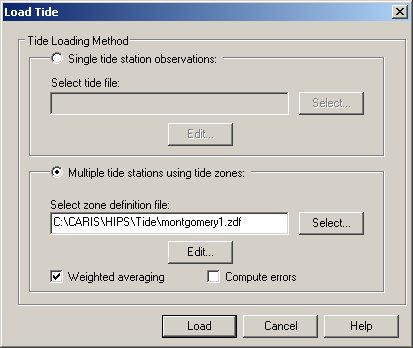 Load Tide
Tide Loading Method
Single tide station observations:
Select tide file:
Select...
Edit...
Multiple tide stations using tide zones:
Select zone definition file:
C:\CARIS\HIPS\Tide\montgomery1.zdf
Select...
Edit...
Weighted averaging
Compute errors
Load
Cancel
Help